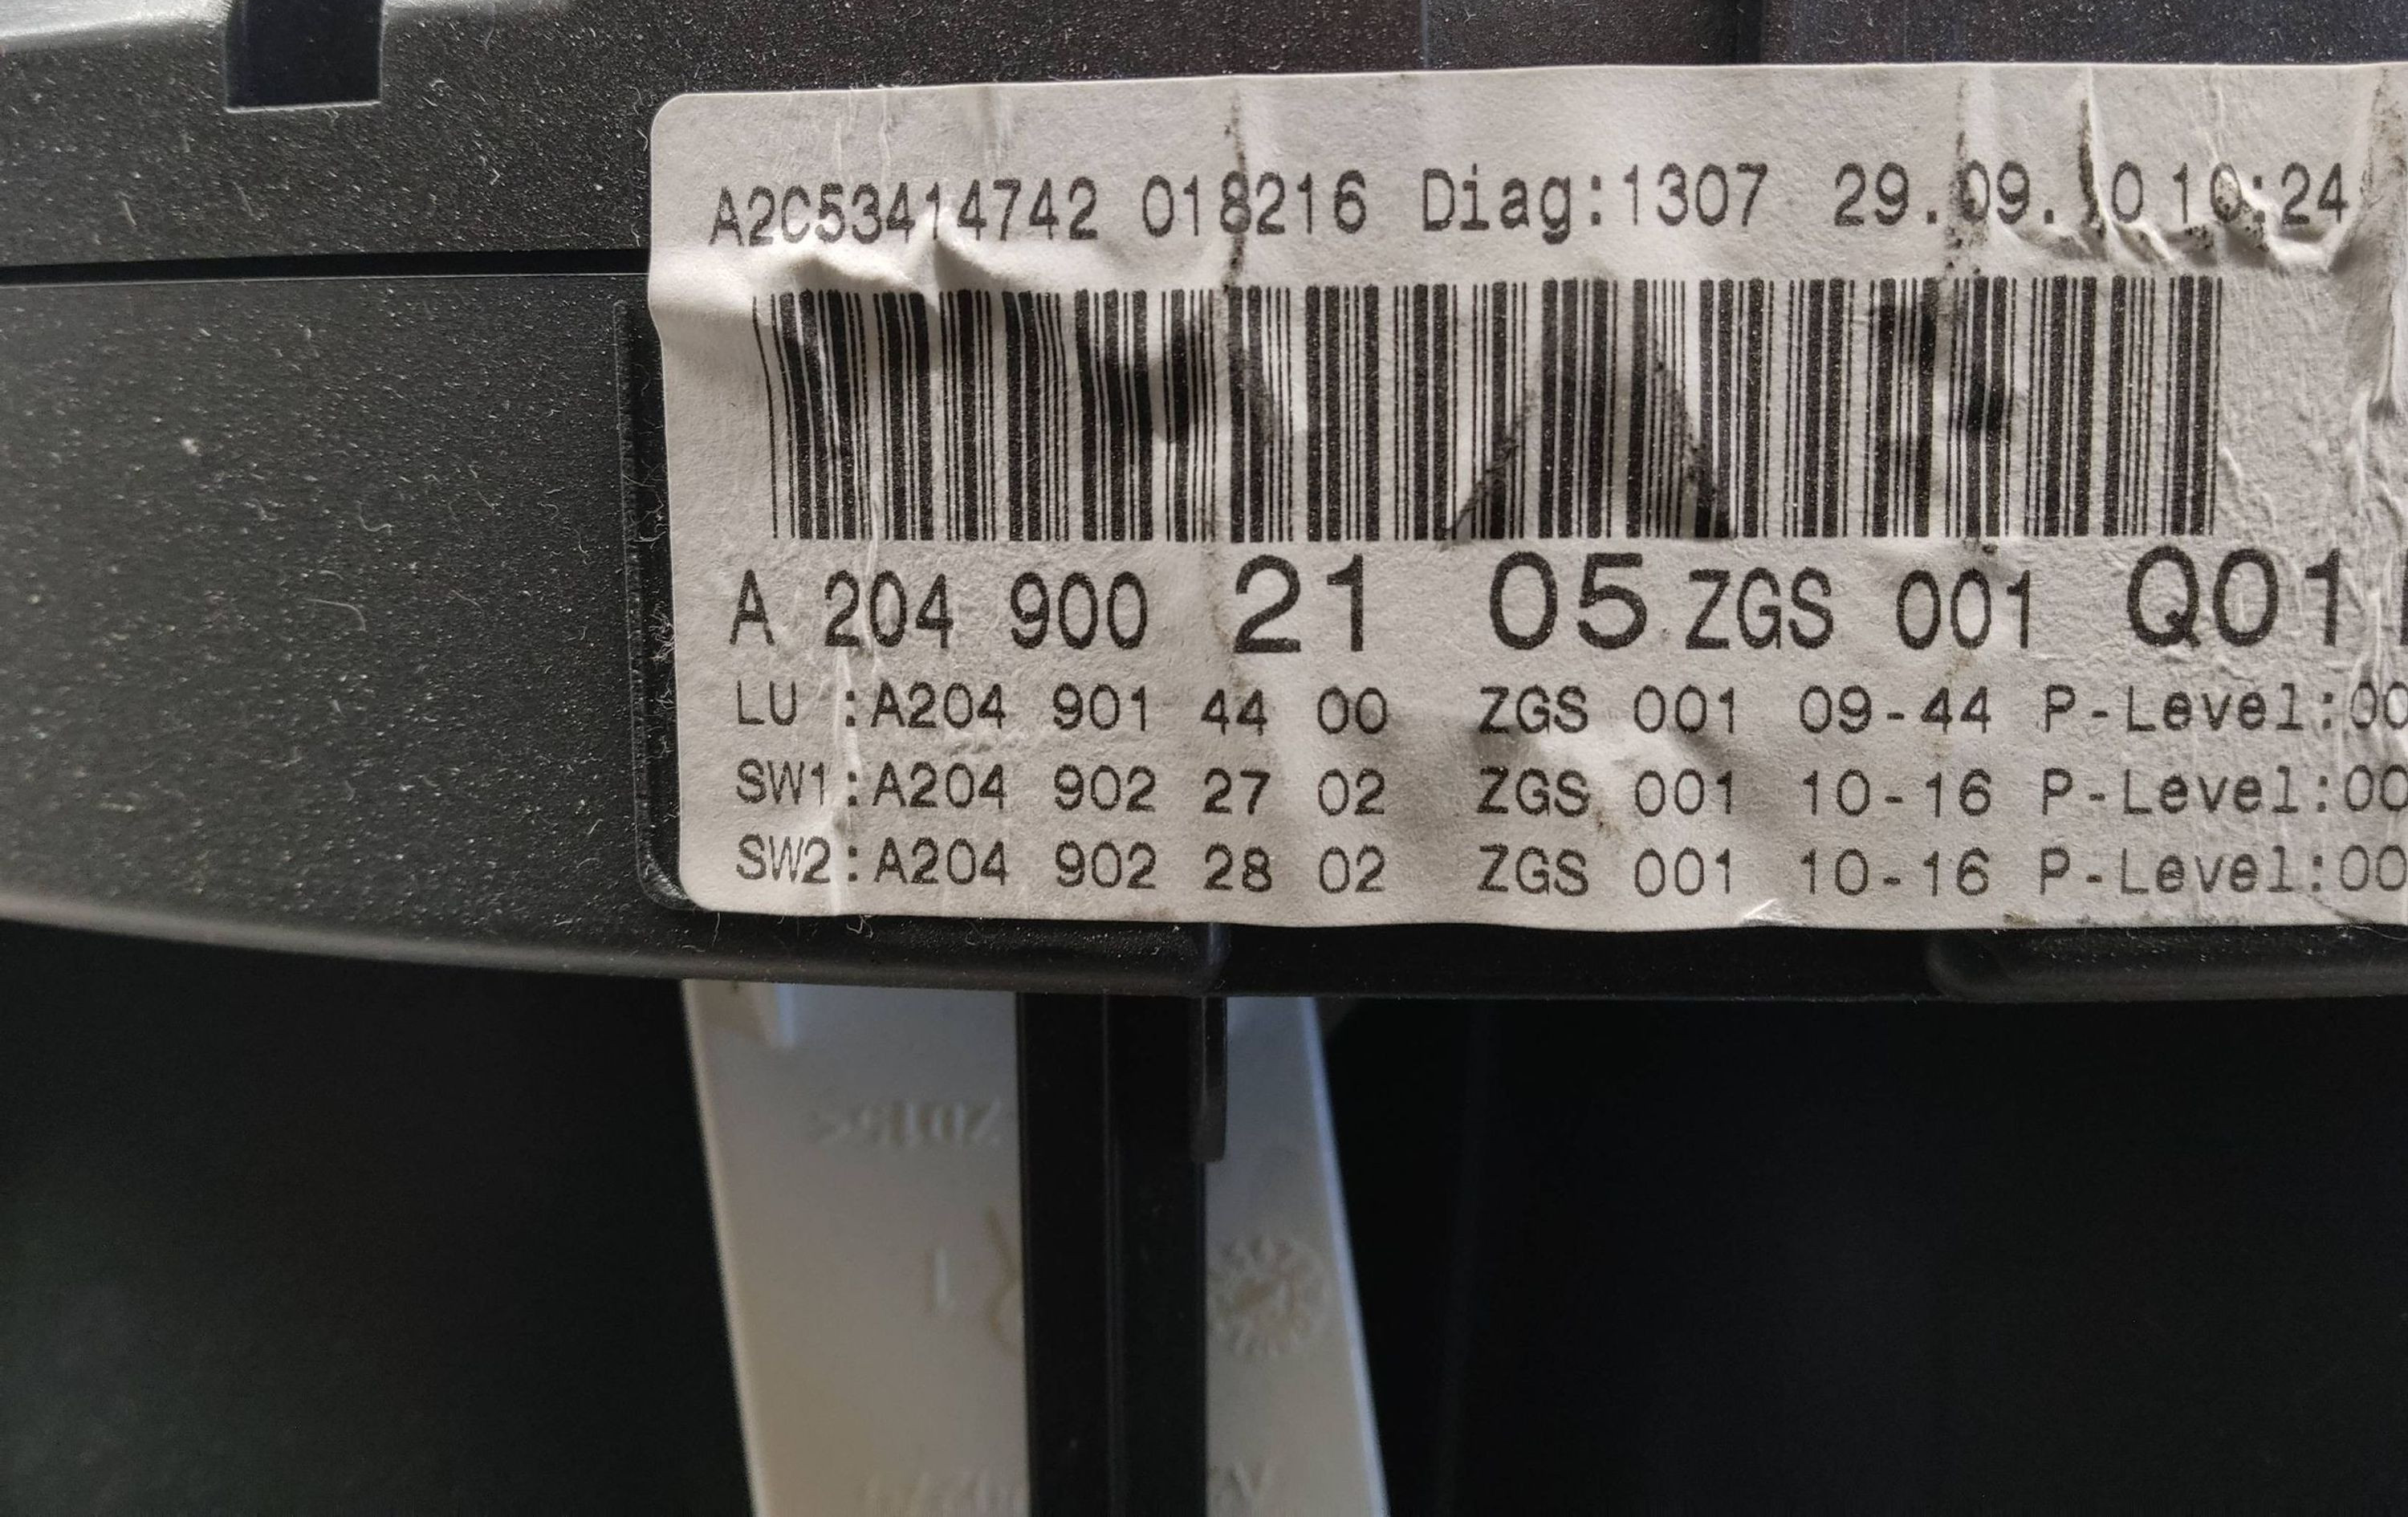 A2C53414742 018216 Diag:1307 29.09. 10:24
A 204 900 21 05 ZGS 001 Q01
LU :A204 901 44 00 ZGS 001 09-44 P-Level:00
SW1:A204 902 27 02 ZGS 001 10-16 P-Level:00
SW2:A204 902 28 02 ZGS 001 10-16 P-Level:00